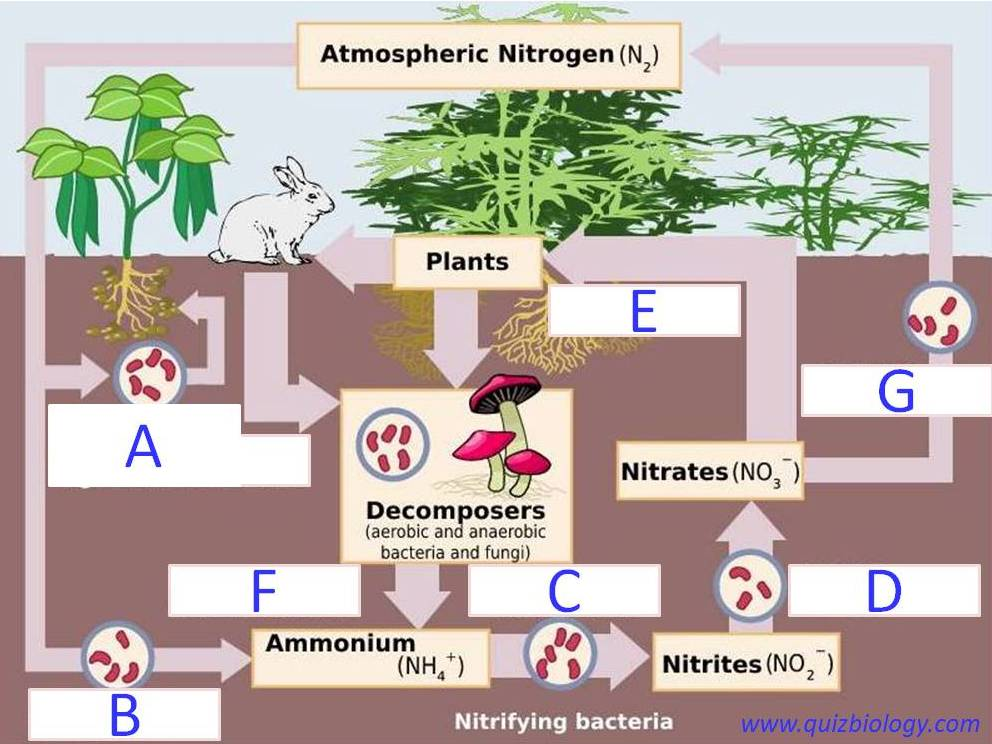 Atmospheric Nitrogen (N₂)
Plants
E
G
A
Nitrates (NO₃⁻)
Decomposers
(aerobic and anaerobic
bacteria and fungi)
F
C
D
Ammonium
(NH₄⁺)
Nitrites (NO₂⁻)
B
Nitrifying bacteria
www.quizbiology.com